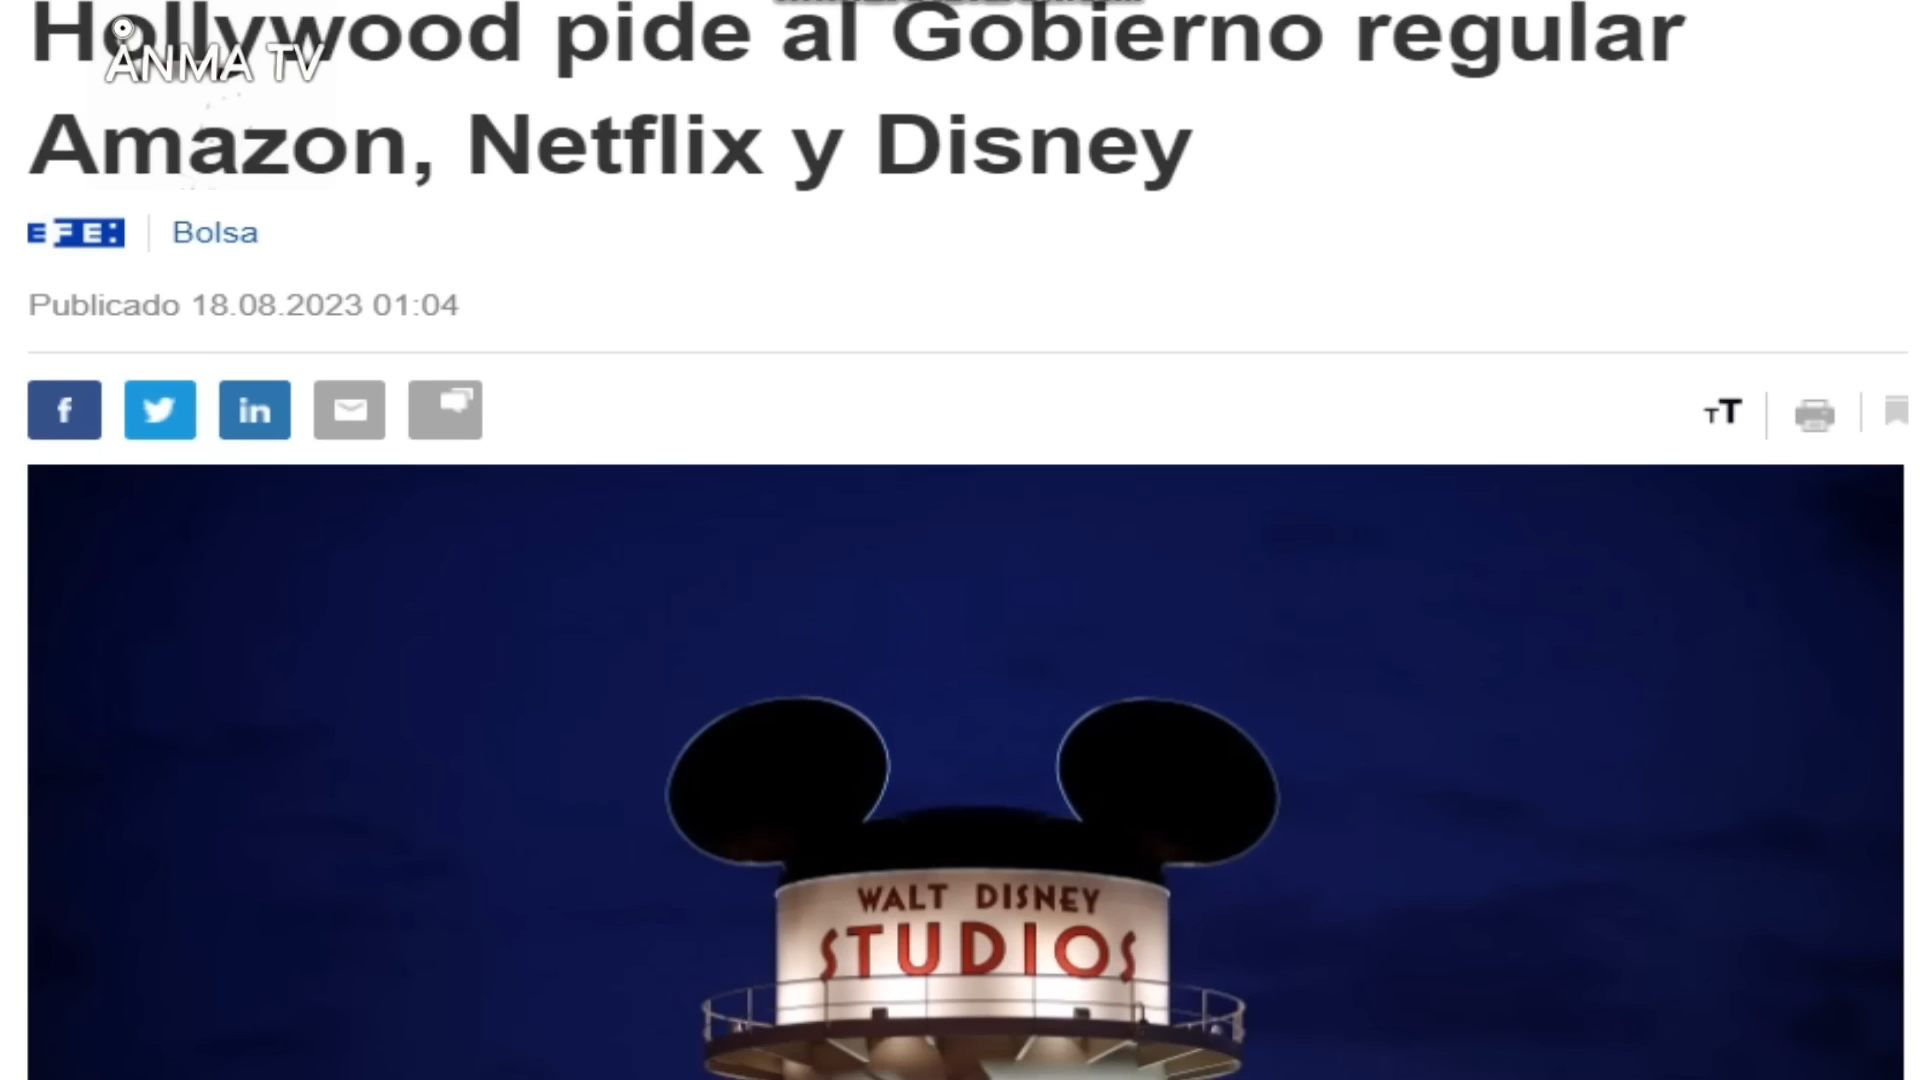 Hollywood pide al Gobierno regular
ANMA TV
Amazon, Netflix y Disney
EFE: Bolsa
Publicado 18.08.2023 01:04
f in TT
WALT DISNEY
STUDIOS